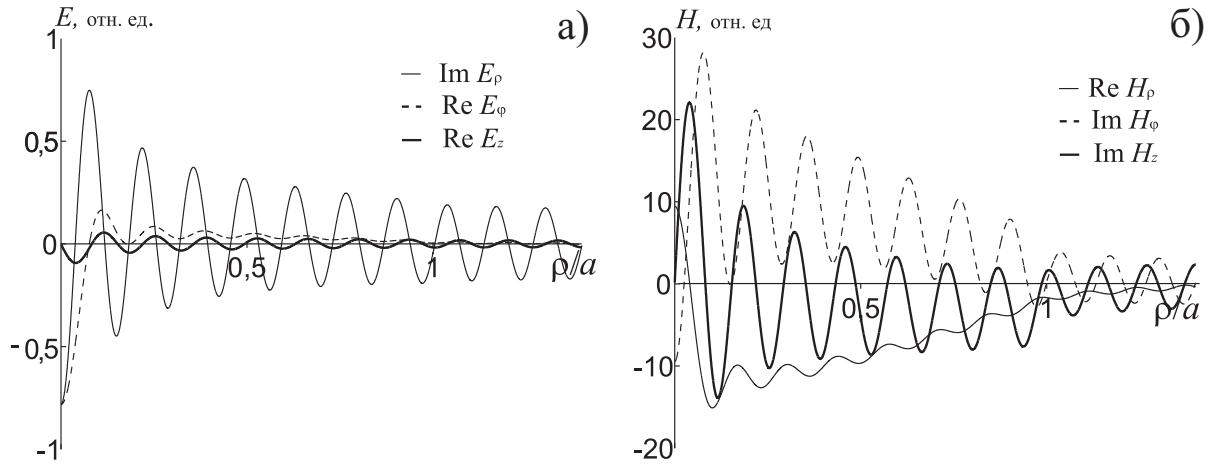 E, отн. ед.
а)
1
0,5
0
-0,5
-1
Im Eρ
Re Eφ
Re Ez
0,5
1
ρ/a
H, отн. ед
б)
30
20
10
0
-10
-20
Re Hρ
Im Hφ
Im Hz
0,5
1
ρ/a